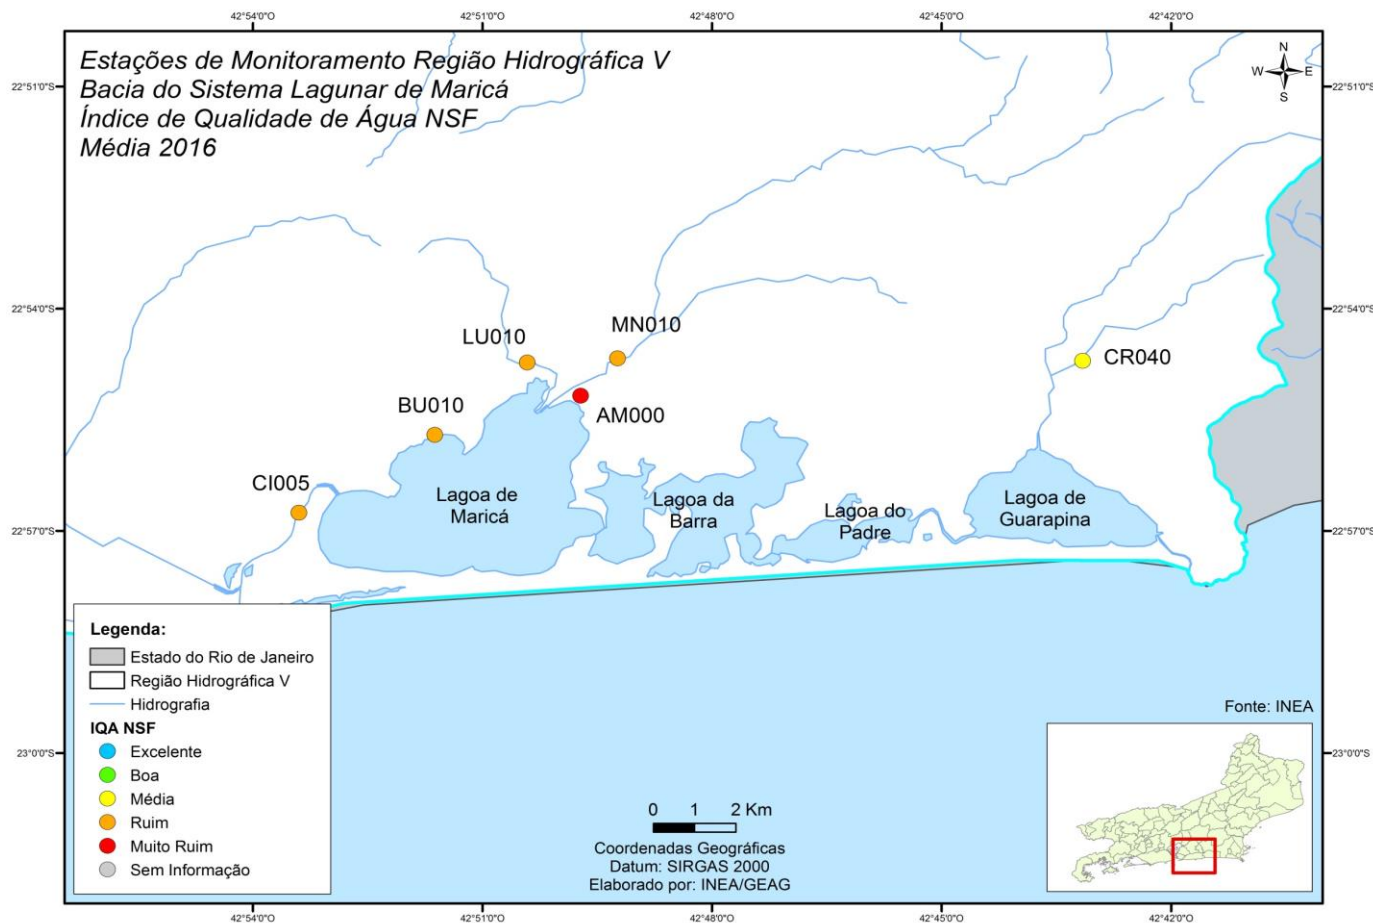 42°54'0"O
42°51'0"O
42°48'0"O
42°45'0"O
42°42'0"O
Estações de Monitoramento Região Hidrográfica V
Bacia do Sistema Lagunar de Maricá
Índice de Qualidade de Água NSF
Média 2016
N
W
E
S
22°51'0"S
22°51'0"S
22°54'0"S
22°54'0"S
LU010
MN010
CR040
BU010
AM000
CI005
Lagoa de
Maricá
Lagoa da
Barra
Lagoa do
Padre
Lagoa de
Guarapina
22°57'0"S
22°57'0"S
Legenda:
Estado do Rio de Janeiro
Região Hidrográfica V
Hidrografia
IQA NSF
Excelente
Boa
Média
Ruim
Muito Ruim
Sem Informação
Fonte: INEA
23°0'0"S
23°0'0"S
0 1 2 Km
Coordenadas Geográficas
Datum: SIRGAS 2000
Elaborado por: INEA/GEAG
42°54'0"O
42°51'0"O
42°48'0"O
42°45'0"O
42°42'0"O